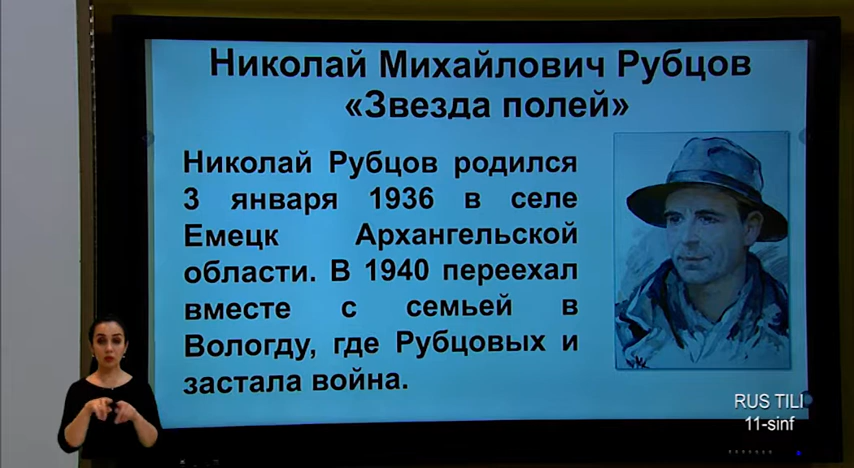 Николай Михайлович Рубцов
«Звезда полей»
Николай Рубцов родился
3 января 1936 в селе
Емецк Архангельской
области. В 1940 переехал
вместе с семьей в
Вологду, где Рубцовых и
застала война.
RUS TILI
11-sinf